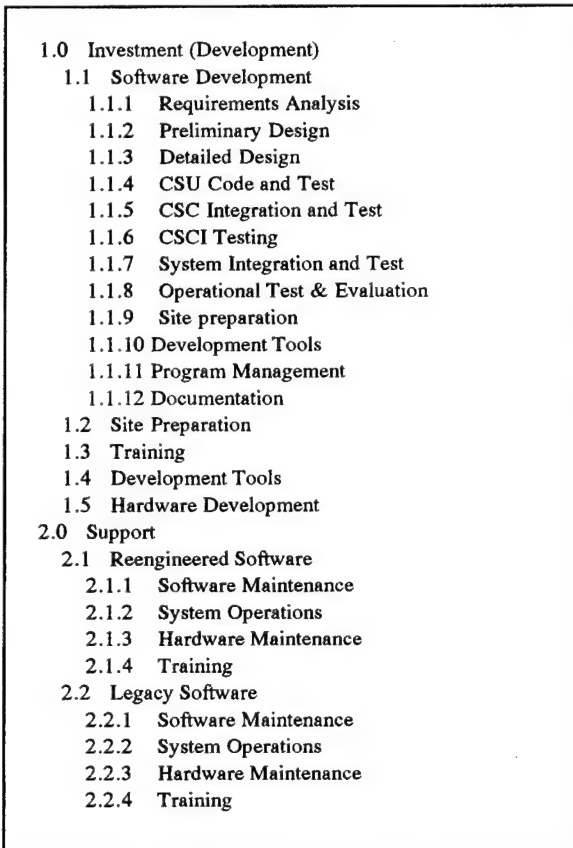 1.0 Investment (Development)
1.1 Software Development
1.1.1 Requirements Analysis
1.1.2 Preliminary Design
1.1.3 Detailed Design
1.1.4 CSU Code and Test
1.1.5 CSC Integration and Test
1.1.6 CSCI Testing
1.1.7 System Integration and Test
1.1.8 Operational Test & Evaluation
1.1.9 Site preparation
1.1.10 Development Tools
1.1.11 Program Management
1.1.12 Documentation
1.2 Site Preparation
1.3 Training
1.4 Development Tools
1.5 Hardware Development
2.0 Support
2.1 Reengineered Software
2.1.1 Software Maintenance
2.1.2 System Operations
2.1.3 Hardware Maintenance
2.1.4 Training
2.2 Legacy Software
2.2.1 Software Maintenance
2.2.2 System Operations
2.2.3 Hardware Maintenance
2.2.4 Training